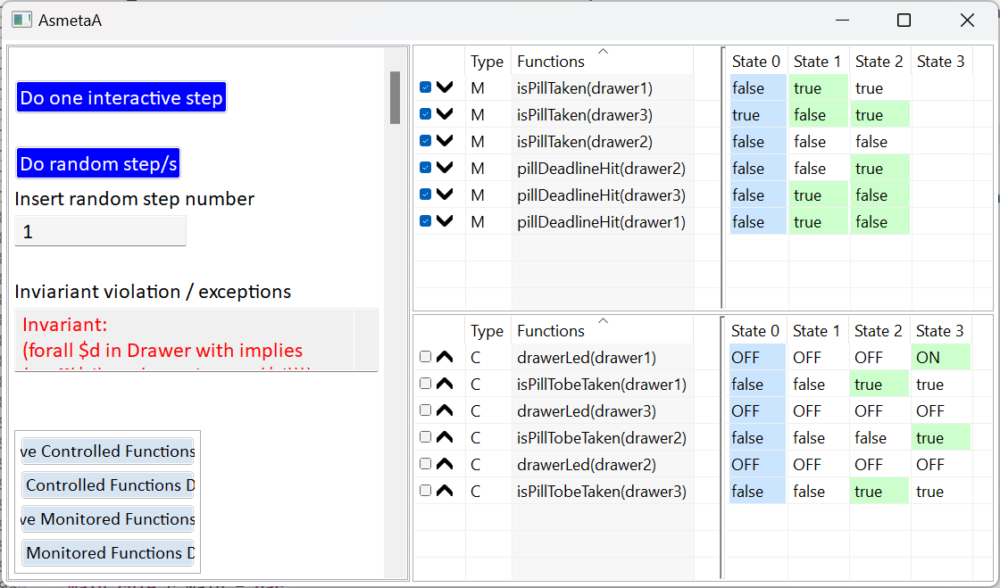 AsmetaA
Do one interactive step
Do random step/s
Insert random step number
1
Inviariant violation / exceptions
Invariant:
(forall $d in Drawer with implies
ve Controlled Functions
Controlled Functions D
ve Monitored Functions
Monitored Functions D
Type Functions State 0 State 1 State 2 State 3
M isPillTaken(drawer1) false true true
M isPillTaken(drawer3) true false true
M isPillTaken(drawer2) false false false
M pillDeadlineHit(drawer2) false false true
M pillDeadlineHit(drawer3) false true false
M pillDeadlineHit(drawer1) false true false
Type Functions State 0 State 1 State 2 State 3
C drawerLed(drawer1) OFF OFF OFF ON
C isPillTobeTaken(drawer1) false false true true
C drawerLed(drawer3) OFF OFF OFF OFF
C isPillTobeTaken(drawer2) false false false true
C drawerLed(drawer2) OFF OFF OFF OFF
C isPillTobeTaken(drawer3) false false true true